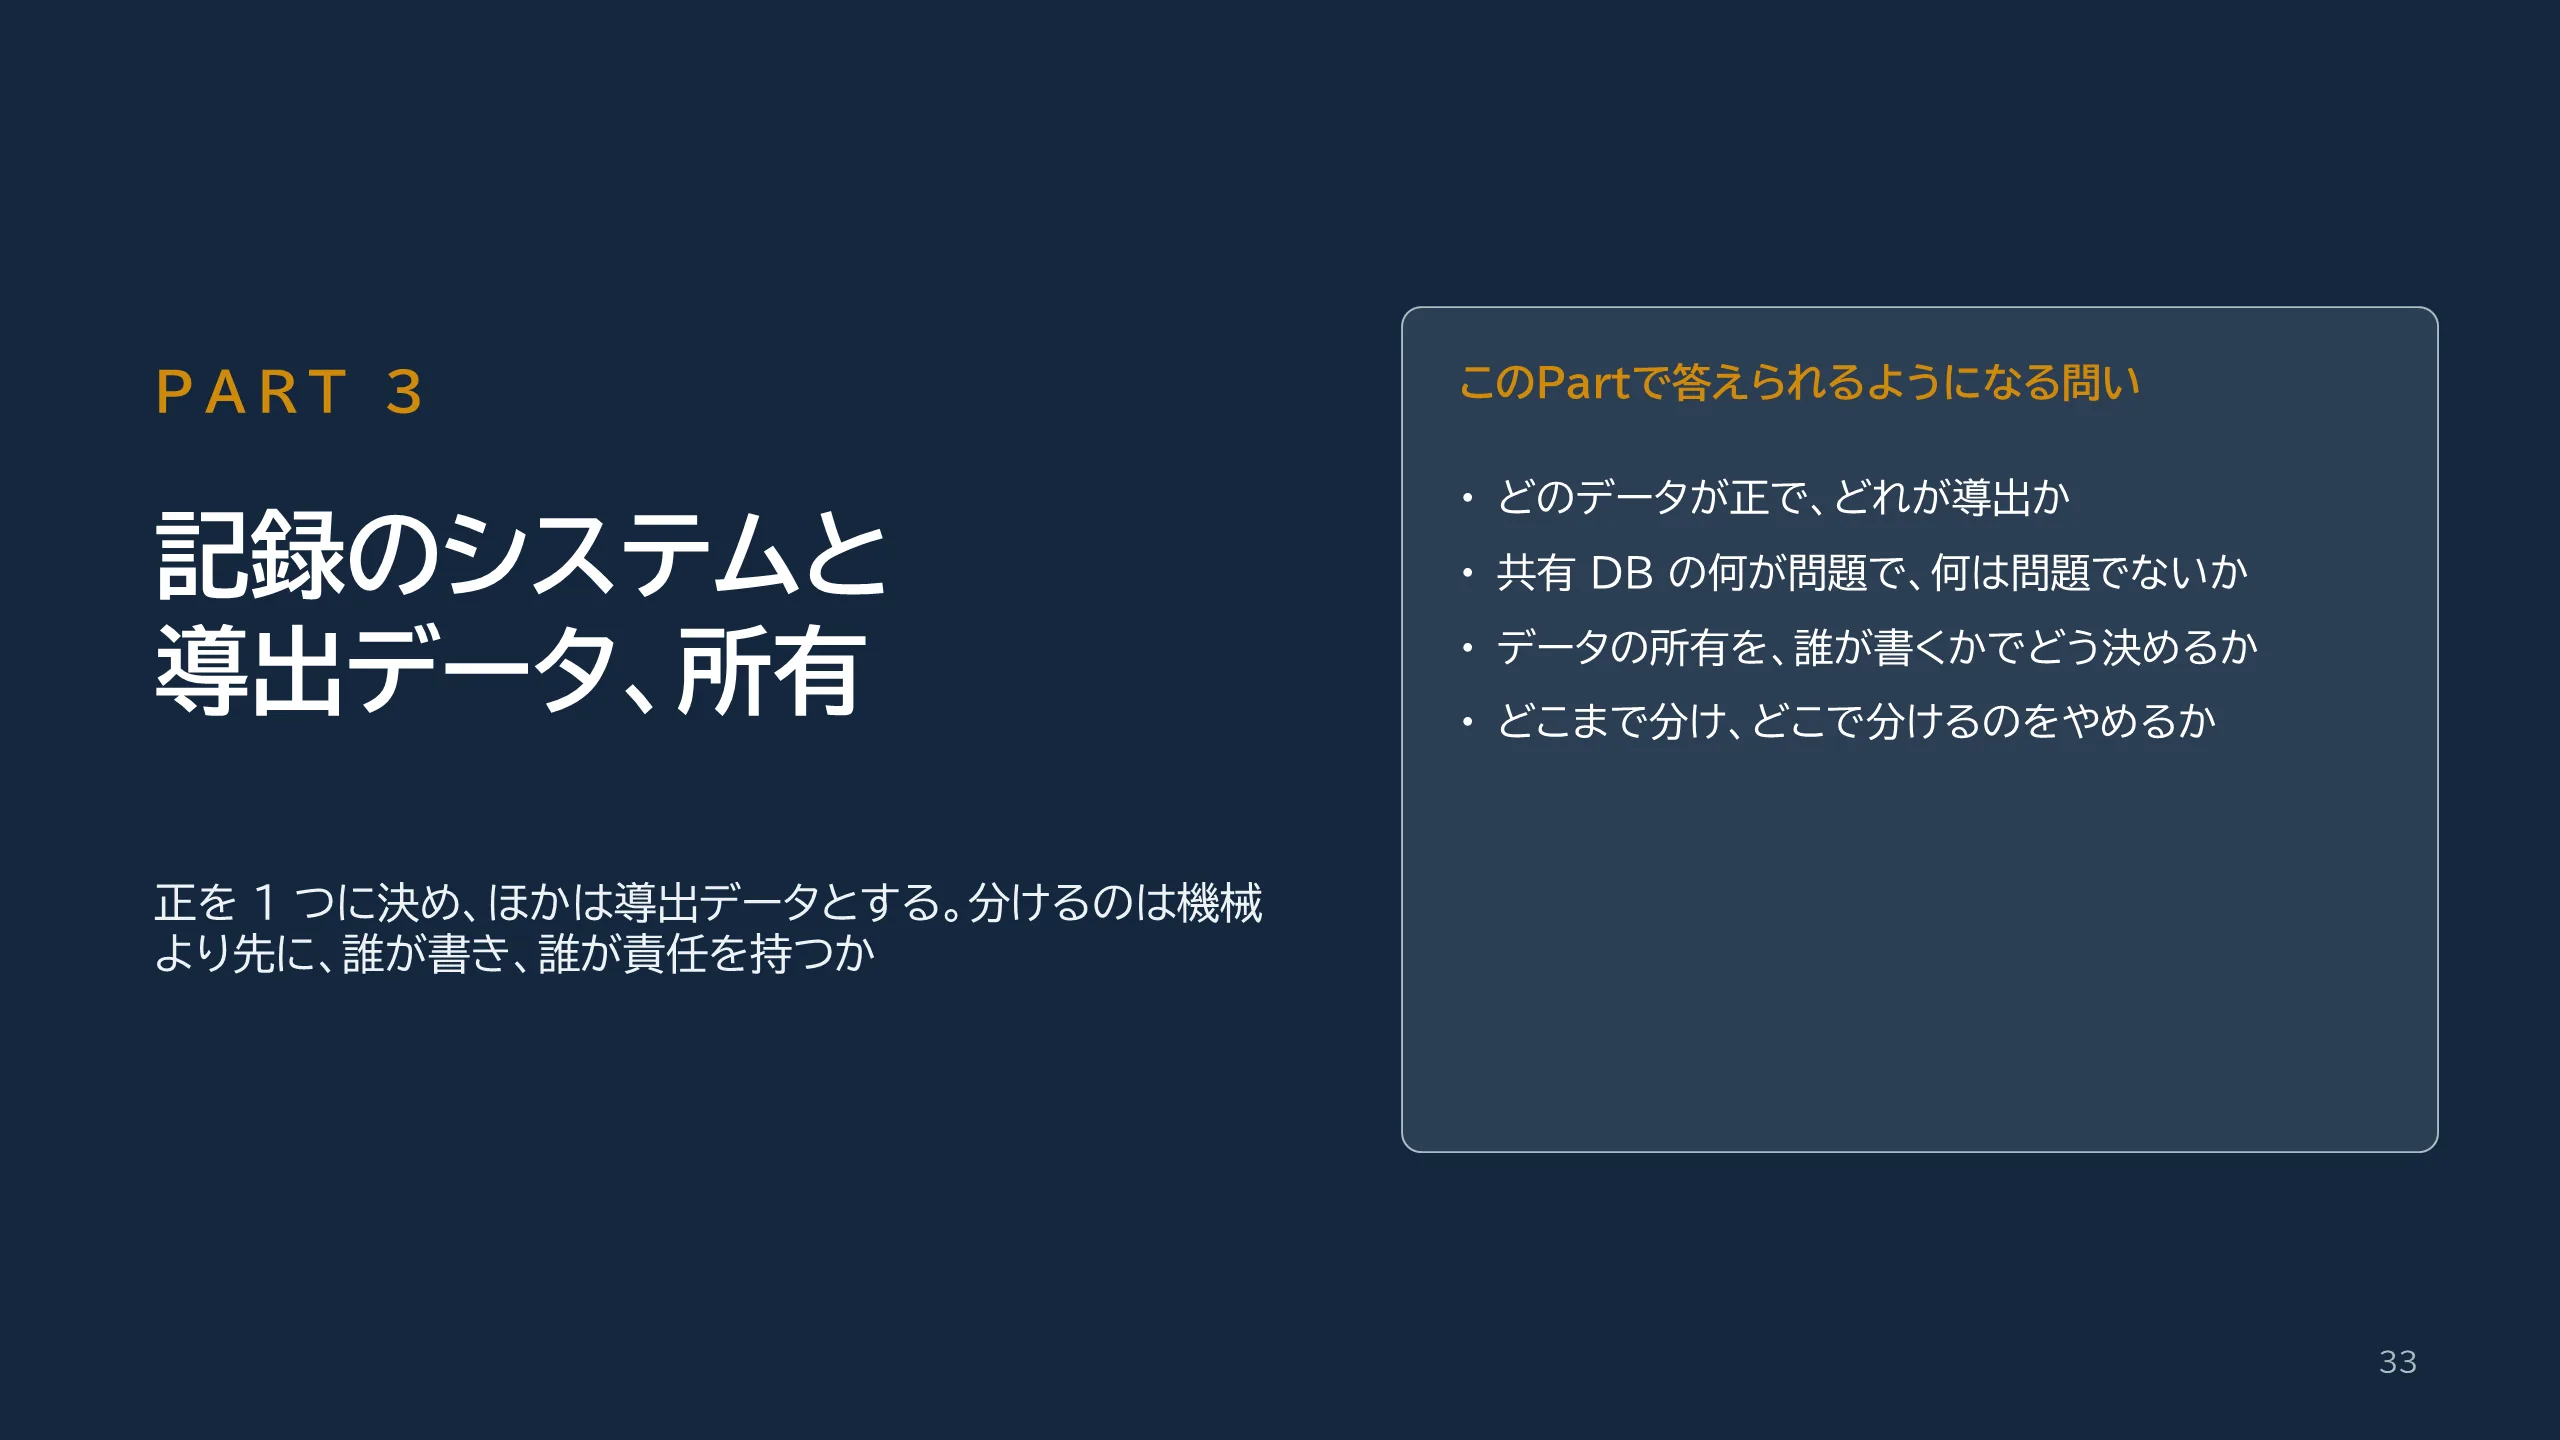 PART 3
記録のシステムと
導出データ、所有
正を 1 つに決め、ほかは導出データとする。分けるのは機械
より先に、誰が書き、誰が責任を持つか
このPartで答えられるようになる問い
・どのデータが正で、どれが導出か
・共有 DB の何が問題で、何は問題でないか
・データの所有を、誰が書くかでどう決めるか
・どこまで分け、どこで分けるのをやめるか
33